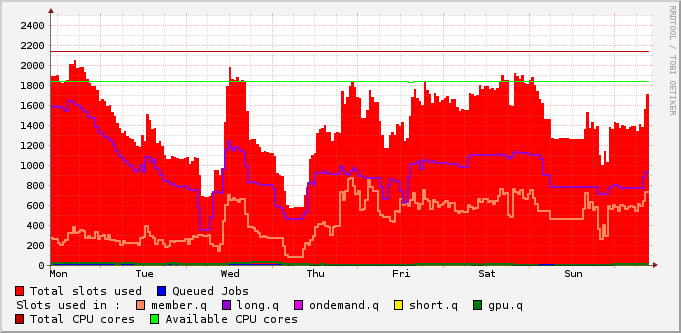 RRDTOOL / TOBI OETIKER
2400
2200
2000
1800
1600
1400
1200
1000
800
600
400
200
0
Mon Tue Wed Thu Fri Sat Sun
Total slots used Queued Jobs
Slots used in : member.q long.q ondemand.q short.q gpu.q
Total CPU cores Available CPU cores